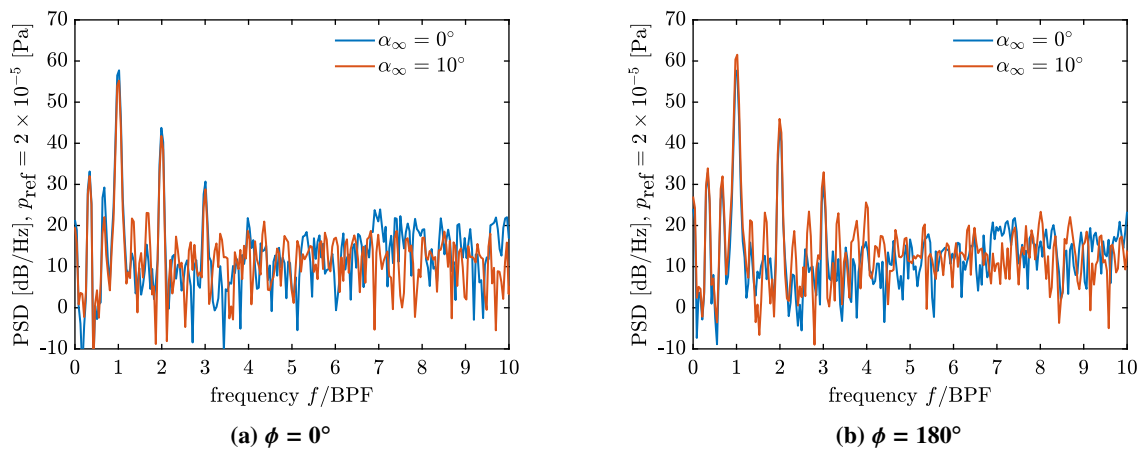 PSD [dB/Hz], p_ref = 2 × 10^−5 [Pa]
70
60
50
40
30
20
10
0
-10
α_∞ = 0°
α_∞ = 10°
0 1 2 3 4 5 6 7 8 9 10
frequency f/BPF
(a) ϕ = 0°
PSD [dB/Hz], p_ref = 2 × 10^−5 [Pa]
70
60
50
40
30
20
10
0
-10
α_∞ = 0°
α_∞ = 10°
0 1 2 3 4 5 6 7 8 9 10
frequency f/BPF
(b) ϕ = 180°